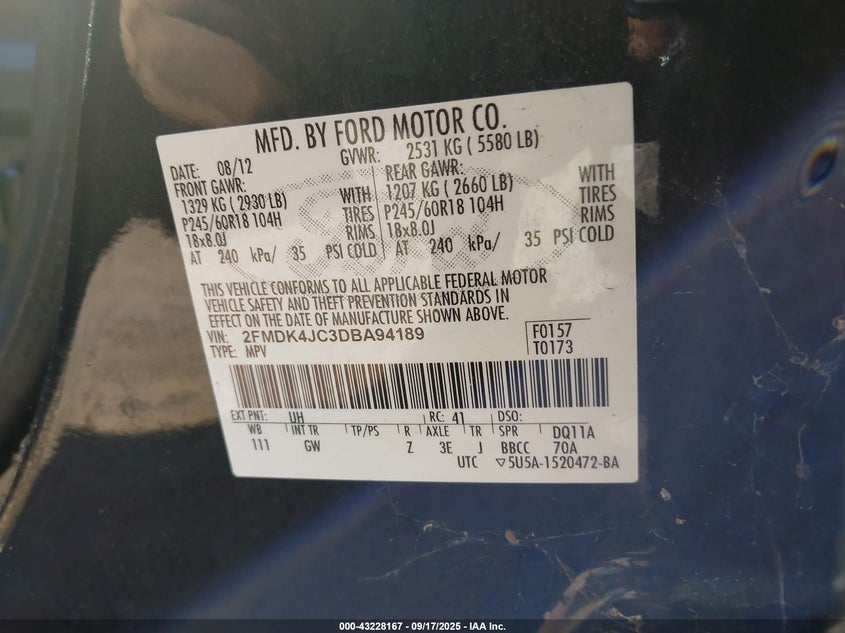 MFD. BY FORD MOTOR CO.
DATE: 08/12 GVWR: 2531 KG ( 5580 LB)
FRONT GAWR: REAR GAWR: WITH
1329 KG ( 2930 LB) WITH 1207 KG ( 2660 LB) TIRES
P245/60R18 104H TIRES P245/60R18 104H RIMS
18x8.0J RIMS 18x8.0J
AT 240 kPa/ 35 PSI COLD AT 240 kPa/ 35 PSI COLD
THIS VEHICLE CONFORMS TO ALL APPLICABLE FEDERAL MOTOR
VEHICLE SAFETY AND THEFT PREVENTION STANDARDS IN
EFFECT ON THE DATE OF MANUFACTURE SHOWN ABOVE.
VIN: 2FMDK4JC3DBA94189 F0157
TYPE: MPV T0173
EXT PNT: UH RC: 41 DSO:
WB INT TR TP/PS R AXLE TR SPR DQ11A
111 GW Z 3E J BBCC 70A
UTC ▽5U5A-1520472-BA
000-43228167 - 09/17/2025 - IAA Inc.